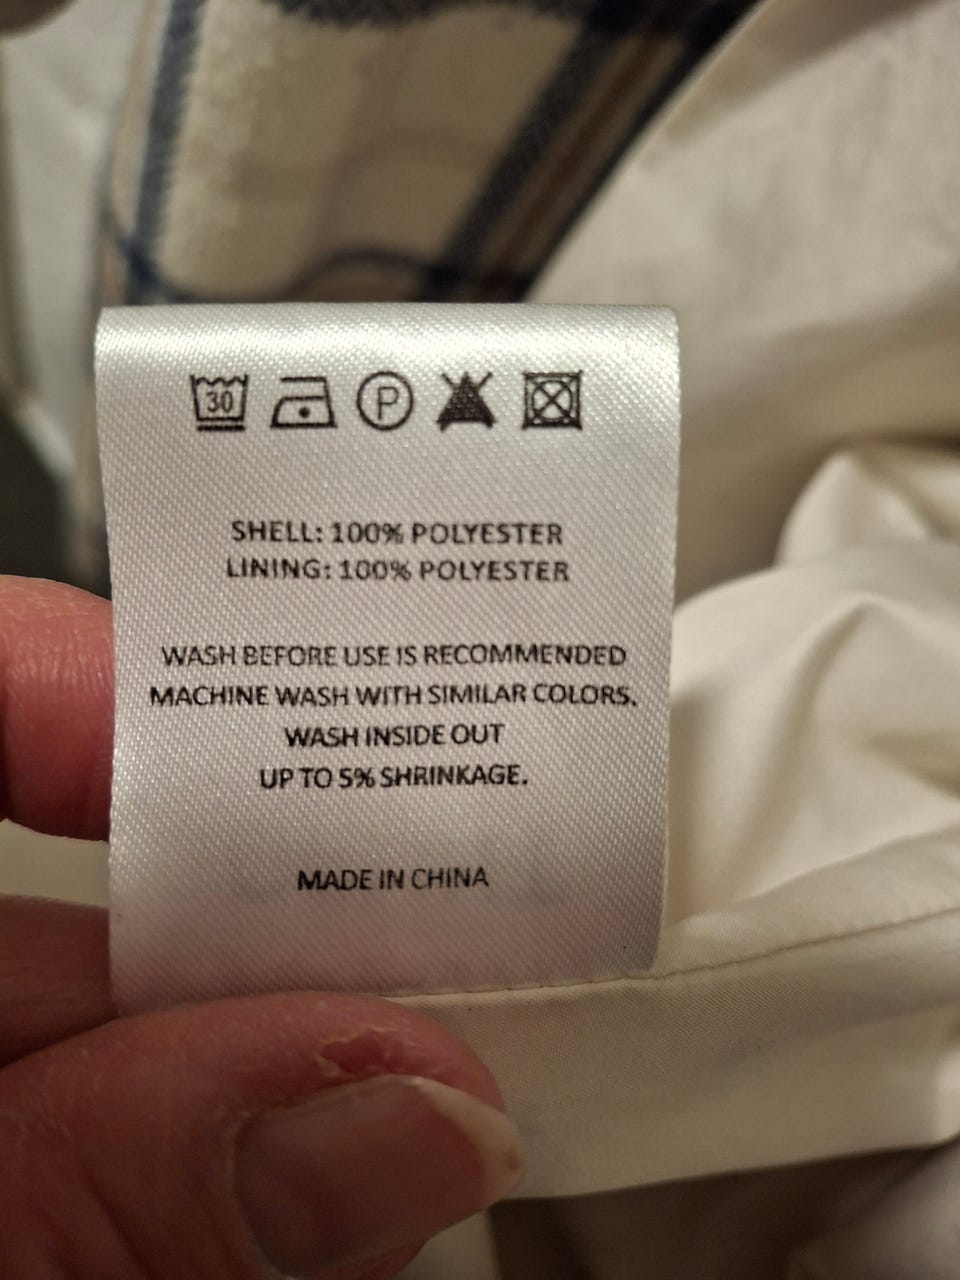 30 P
SHELL: 100% POLYESTER
LINING: 100% POLYESTER
WASH BEFORE USE IS RECOMMENDED
MACHINE WASH WITH SIMILAR COLORS.
WASH INSIDE OUT
UP TO 5% SHRINKAGE.
MADE IN CHINA